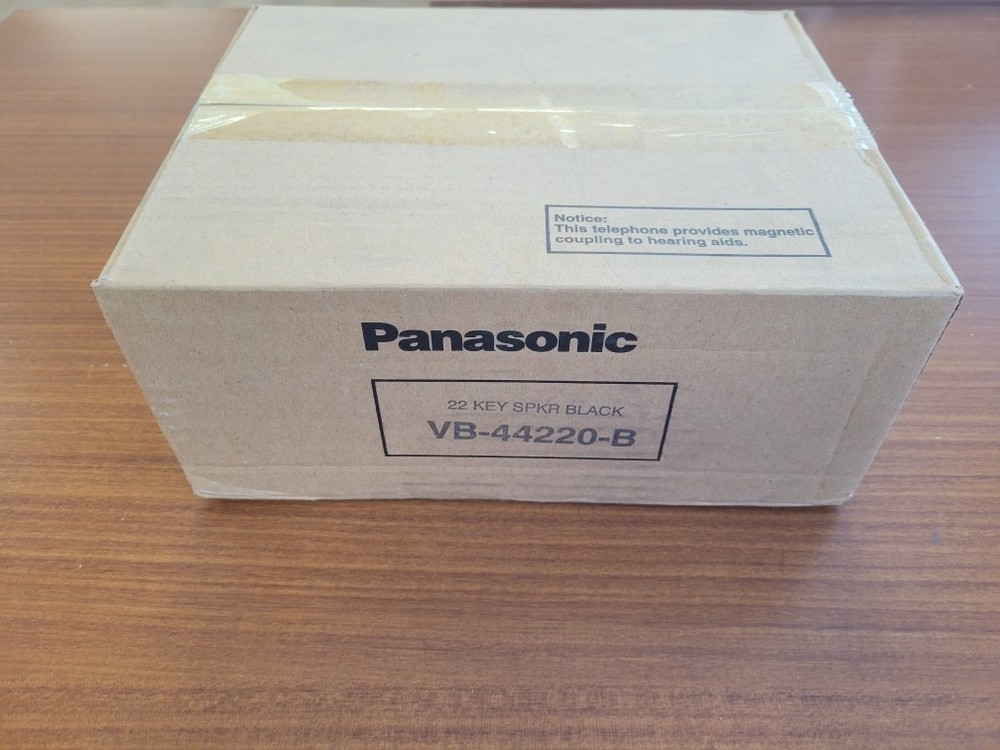 Notice:
This telephone provides magnetic
coupling to hearing aids.
Panasonic
22 KEY SPKR BLACK
VB-44220-B